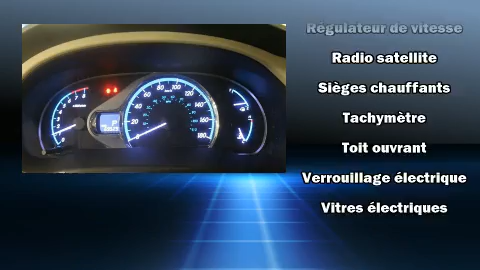 Régulateur de vitesse
Radio satellite
Sièges chauffants
Tachymètre
Toit ouvrant
Verrouillage électrique
Vitres électriques